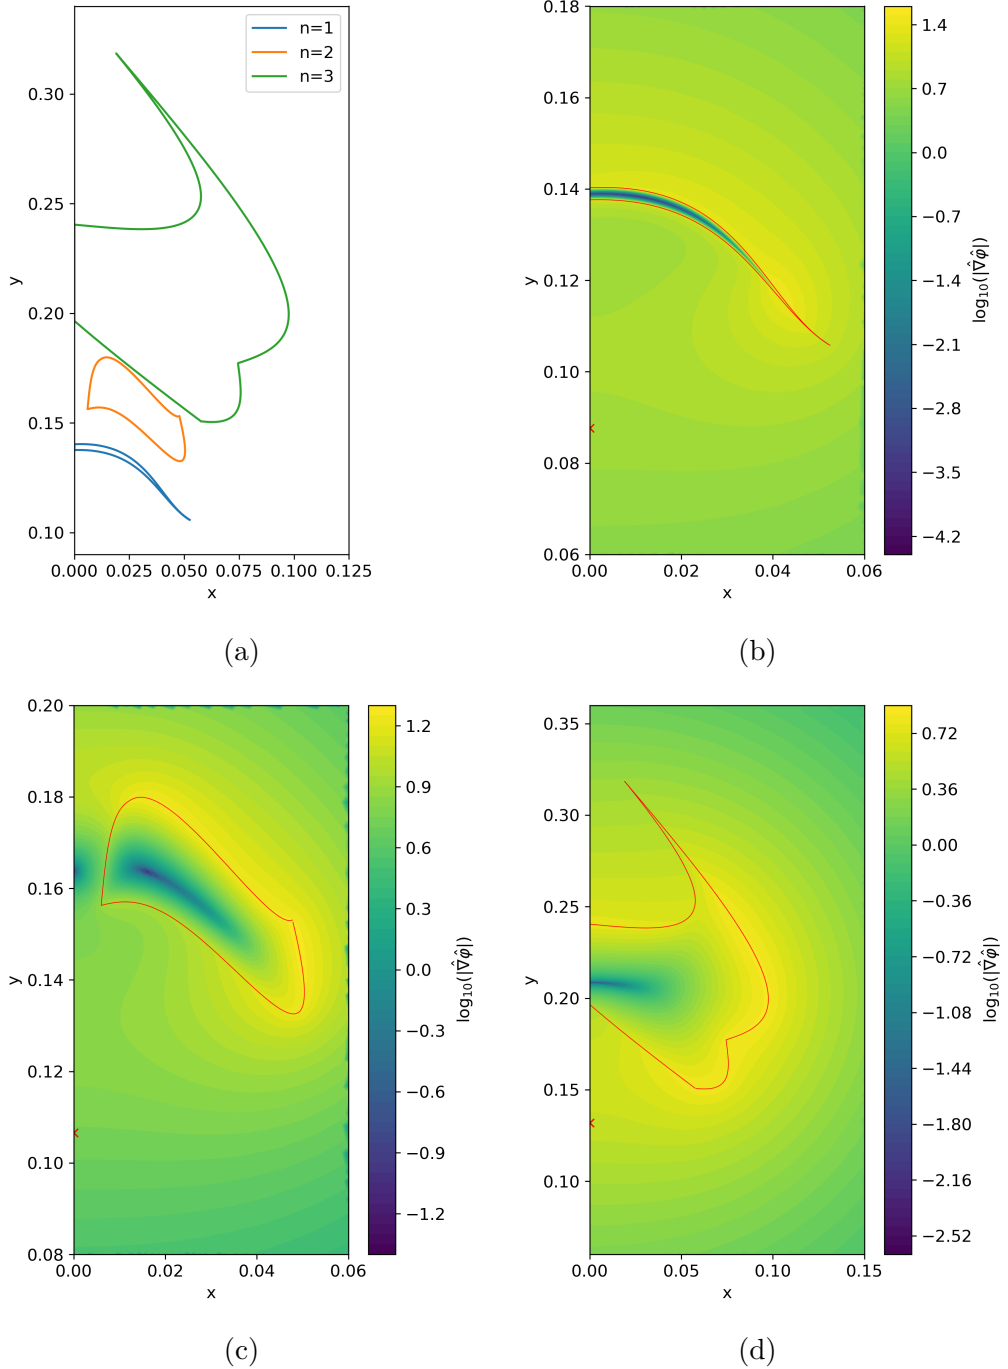 n=1
n=2
n=3
0.30
0.25
0.20
0.15
0.10
y
0.000 0.025 0.050 0.075 0.100 0.125
x
(a)
0.18
0.16
0.14
0.12
0.10
0.08
0.06
y
0.00 0.02 0.04 0.06
x
1.4
0.7
0.0
−0.7
−1.4
−2.1
−2.8
−3.5
−4.2
log₁₀(|∇̂φ̂|)
(b)
0.20
0.18
0.16
0.14
0.12
0.10
0.08
y
0.00 0.02 0.04 0.06
x
1.2
0.9
0.6
0.3
0.0
−0.3
−0.6
−0.9
−1.2
log₁₀(|∇̂φ̂|)
(c)
0.35
0.30
0.25
0.20
0.15
0.10
y
0.00 0.05 0.10 0.15
x
0.72
0.36
0.00
−0.36
−0.72
−1.08
−1.44
−1.80
−2.16
−2.52
log₁₀(|∇̂φ̂|)
(d)